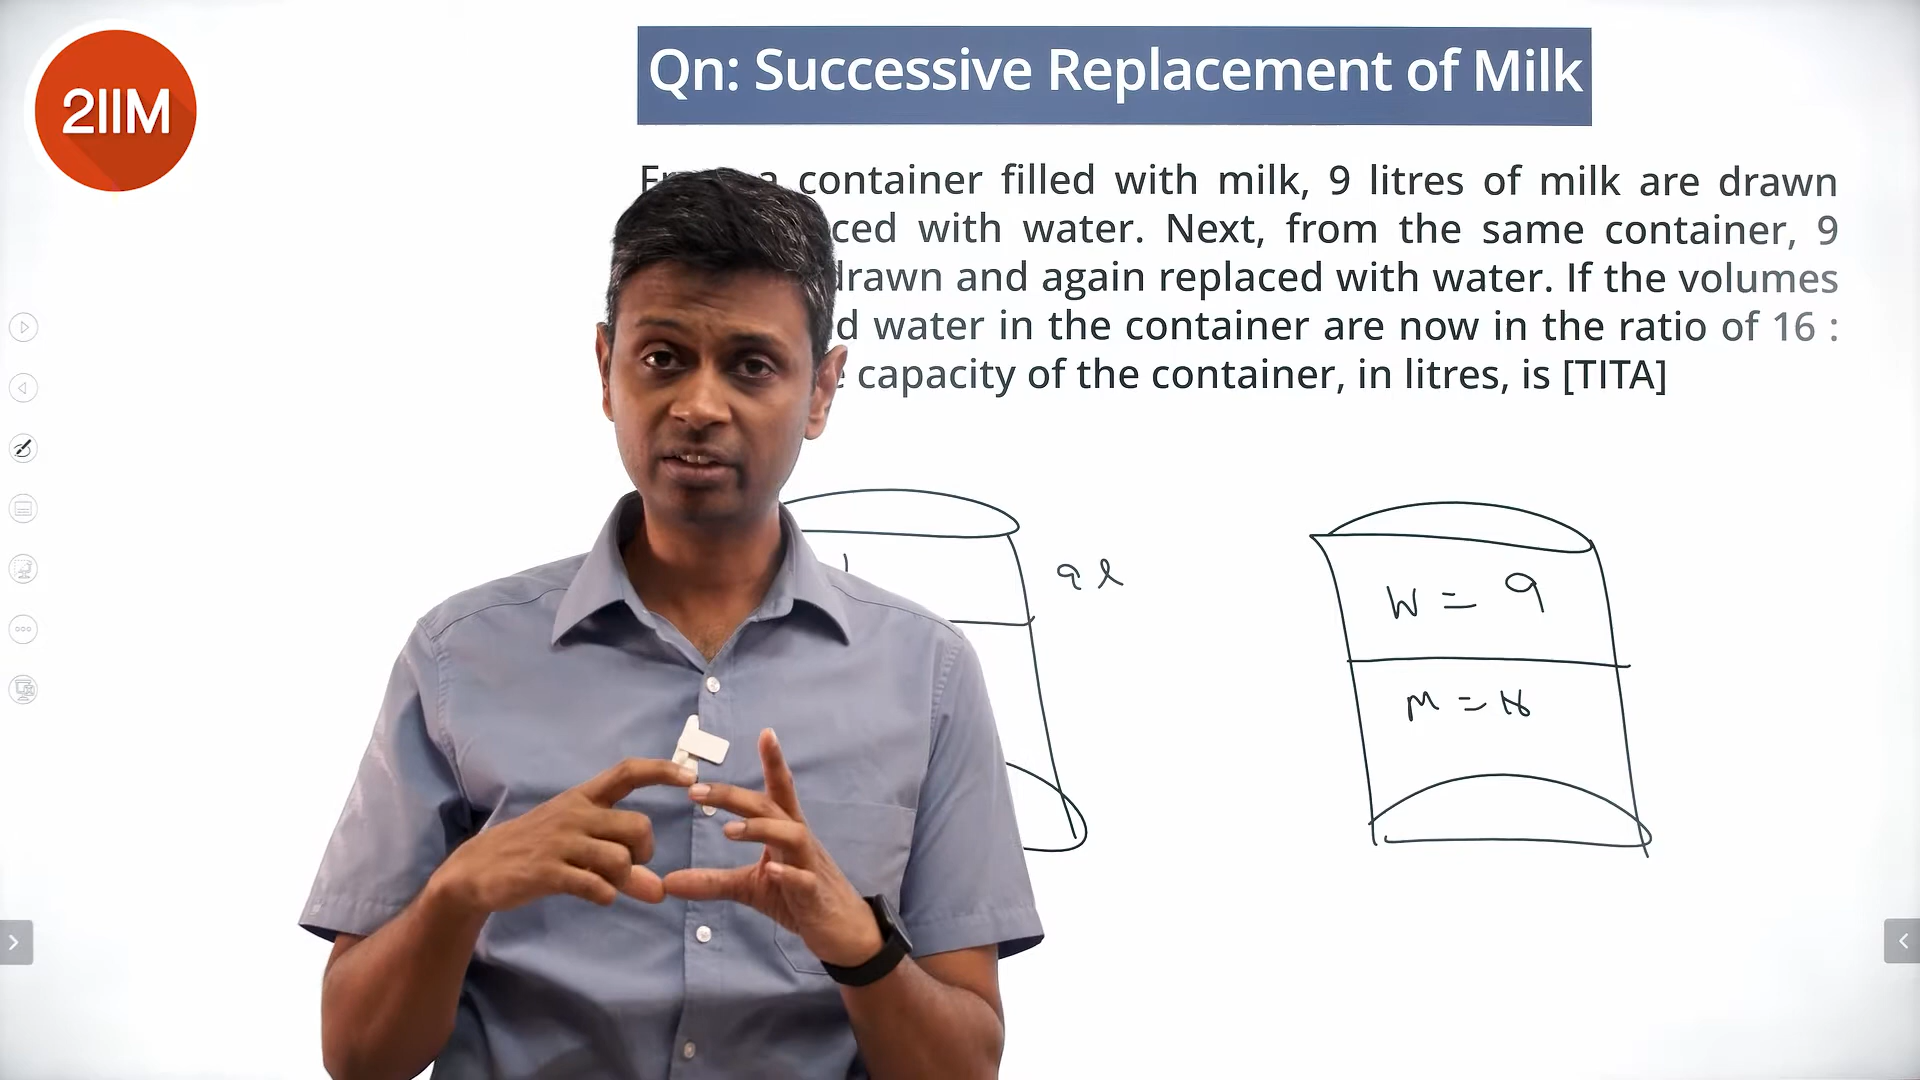 2IIM
Qn: Successive Replacement of Milk
container filled with milk, 9 litres of milk are drawn
with water. Next, from the same container, 9
drawn and again replaced with water. If the volumes
water in the container are now in the ratio of 16 :
capacity of the container, in litres, is [TITA]
9 l
W = 9
M = 16